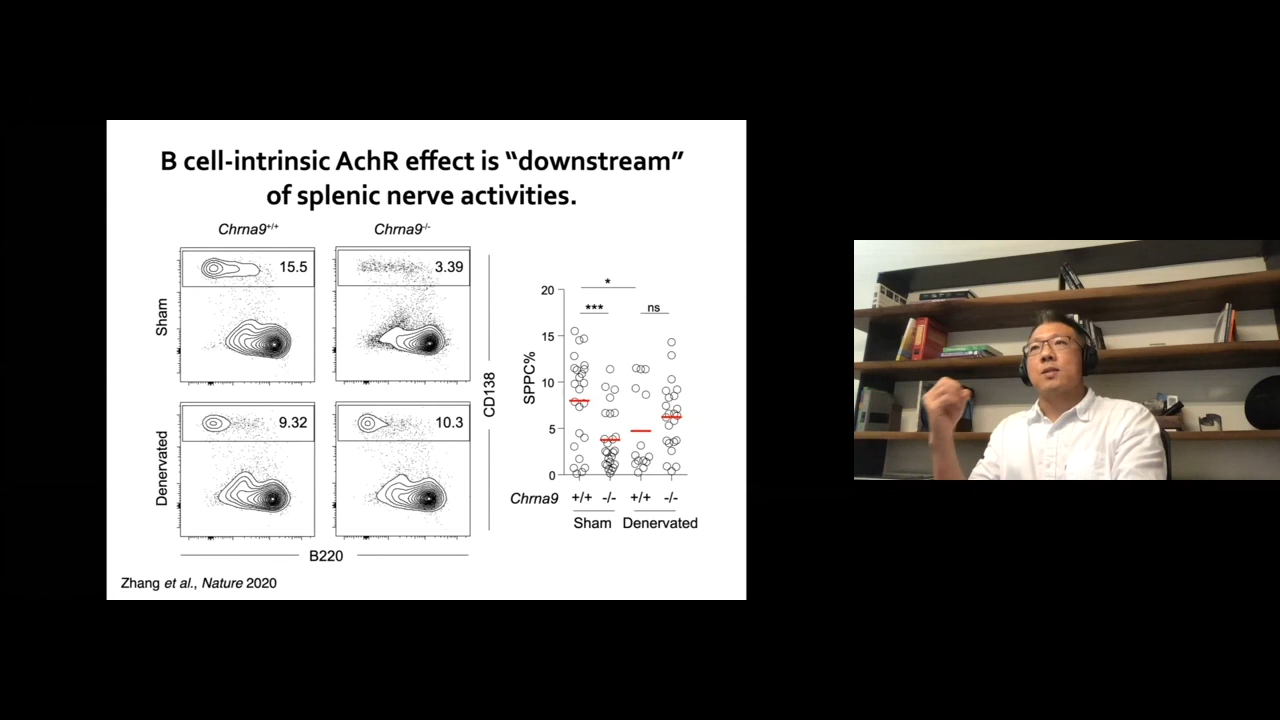 B cell-intrinsic AchR effect is “downstream”
of splenic nerve activities.
Chrna9+/+
Chrna9-/-
Sham
15.5
3.39
Denervated
9.32
10.3
CD138
B220
SPPC%
20
15
10
5
0
*
***
ns
Chrna9 +/+ -/- +/+ -/-
Sham Denervated
Zhang et al., Nature 2020